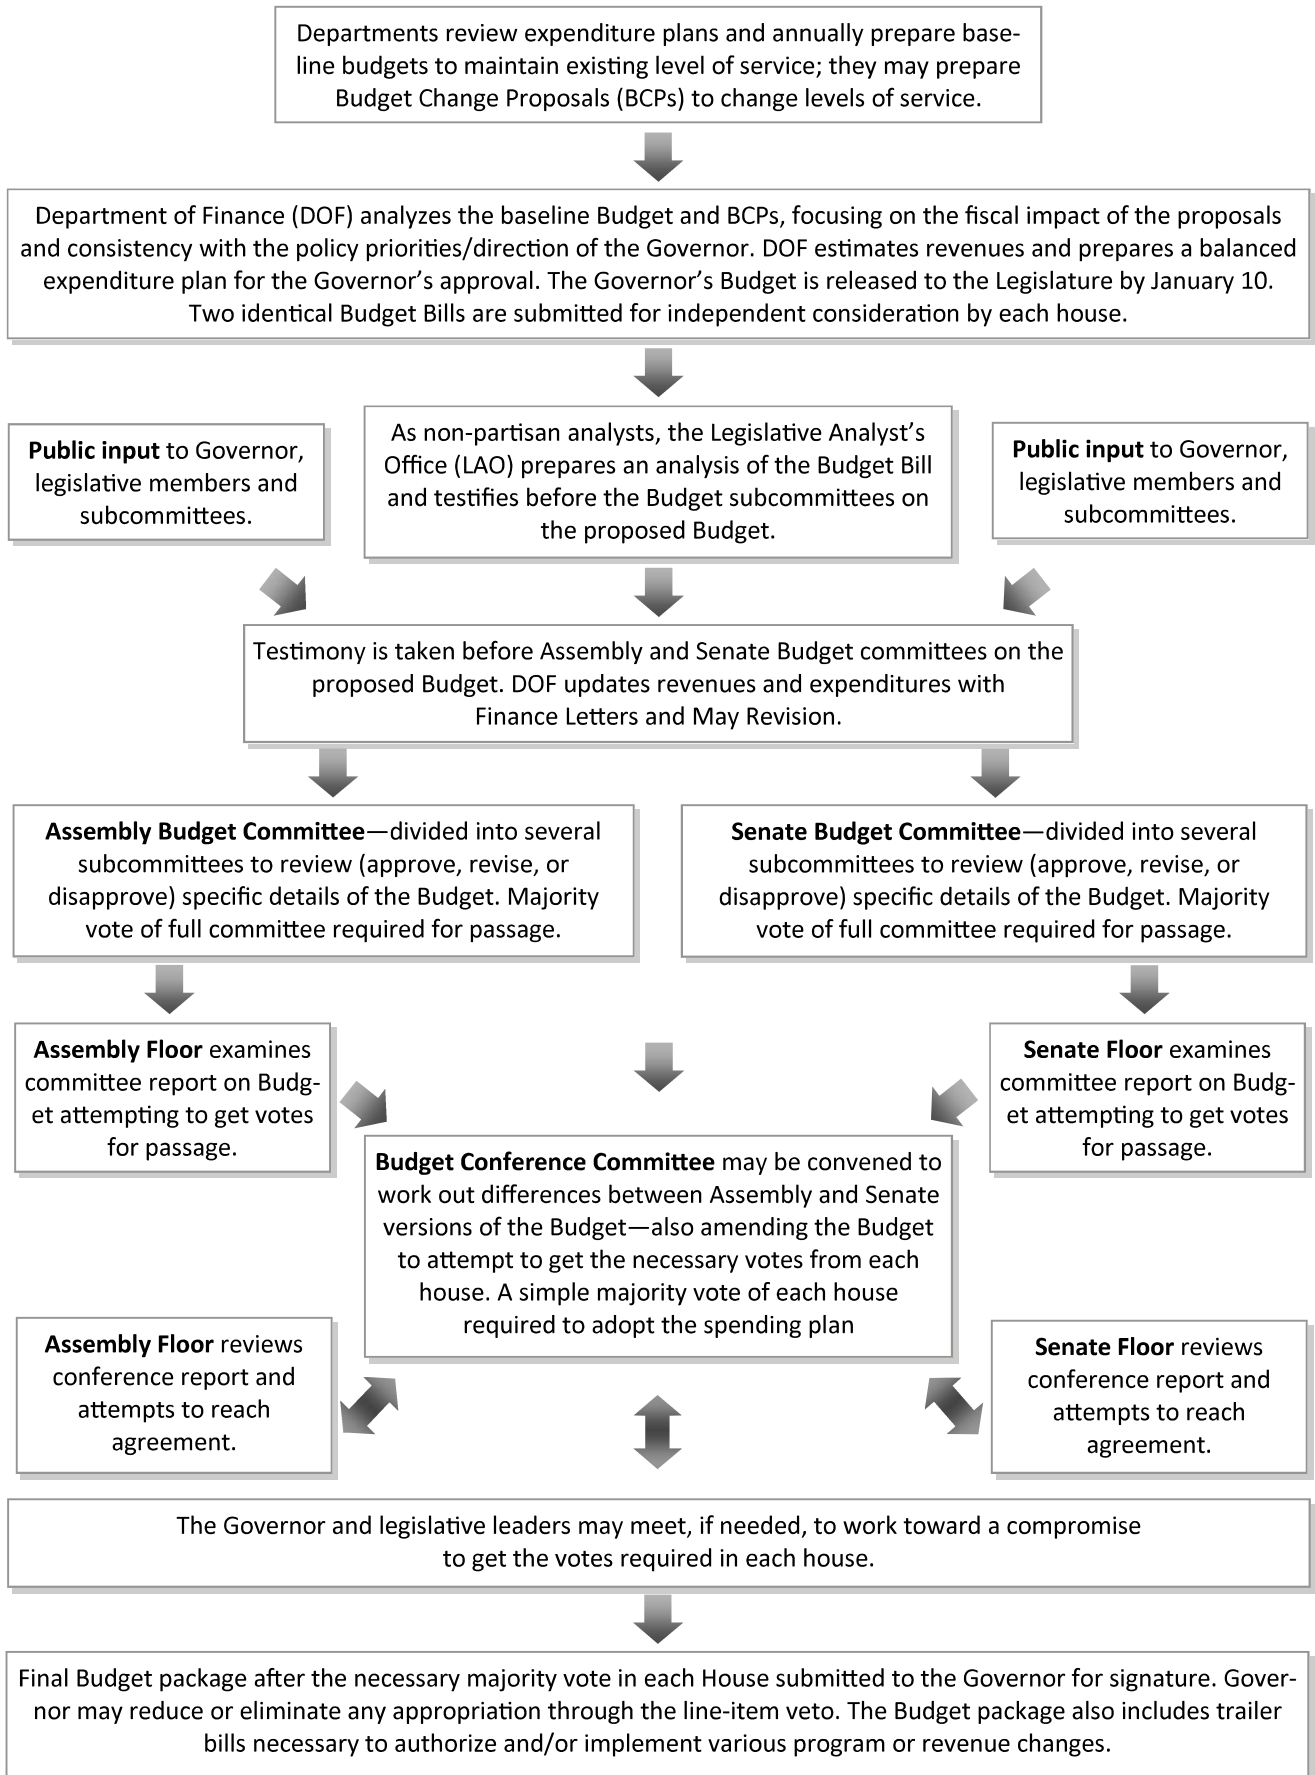 Departments review expenditure plans and annually prepare base-
line budgets to maintain existing level of service; they may prepare
Budget Change Proposals (BCPs) to change levels of service.
Department of Finance (DOF) analyzes the baseline Budget and BCPs, focusing on the fiscal impact of the proposals
and consistency with the policy priorities/direction of the Governor. DOF estimates revenues and prepares a balanced
expenditure plan for the Governor's approval. The Governor's Budget is released to the Legislature by January 10.
Two identical Budget Bills are submitted for independent consideration by each house.
Public input to Governor,
legislative members and
subcommittees.
As non-partisan analysts, the Legislative Analyst's
Office (LAO) prepares an analysis of the Budget Bill
and testifies before the Budget subcommittees on
the proposed Budget.
Public input to Governor,
legislative members and
subcommittees.
Testimony is taken before Assembly and Senate Budget committees on the
proposed Budget. DOF updates revenues and expenditures with
Finance Letters and May Revision.
Assembly Budget Committee—divided into several
subcommittees to review (approve, revise, or
disapprove) specific details of the Budget. Majority
vote of full committee required for passage.
Senate Budget Committee—divided into several
subcommittees to review (approve, revise, or
disapprove) specific details of the Budget. Majority
vote of full committee required for passage.
Assembly Floor examines
committee report on Budg-
et attempting to get votes
for passage.
Senate Floor examines
committee report on Budg-
et attempting to get votes
for passage.
Budget Conference Committee may be convened to
work out differences between Assembly and Senate
versions of the Budget—also amending the Budget
to attempt to get the necessary votes from each
house. A simple majority vote of each house
required to adopt the spending plan
Assembly Floor reviews
conference report and
attempts to reach
agreement.
Senate Floor reviews
conference report and
attempts to reach
agreement.
The Governor and legislative leaders may meet, if needed, to work toward a compromise
to get the votes required in each house.
Final Budget package after the necessary majority vote in each House submitted to the Governor for signature. Gover-
nor may reduce or eliminate any appropriation through the line-item veto. The Budget package also includes trailer
bills necessary to authorize and/or implement various program or revenue changes.